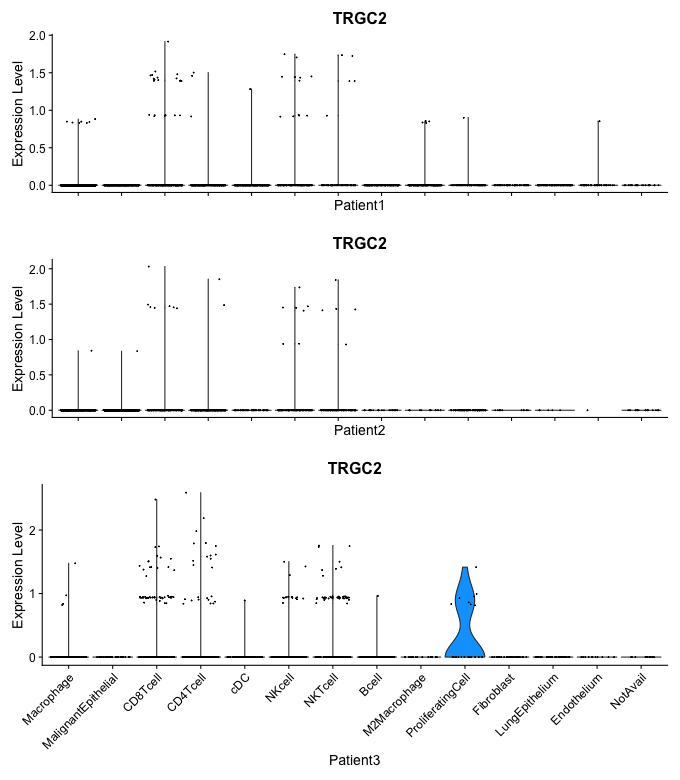 TRGC2
Expression Level
2.0
1.5
1.0
0.5
0.0
Patient1
TRGC2
Expression Level
2.0
1.5
1.0
0.5
0.0
Patient2
TRGC2
Expression Level
2
1
0
Macrophage
MalignantEpithelial
CD8Tcell
CD4Tcell
cDC
NKcell
NKTcell
Bcell
M2Macrophage
ProliferatingCell
Fibroblast
LungEpithelium
Endothelium
NotAvail
Patient3